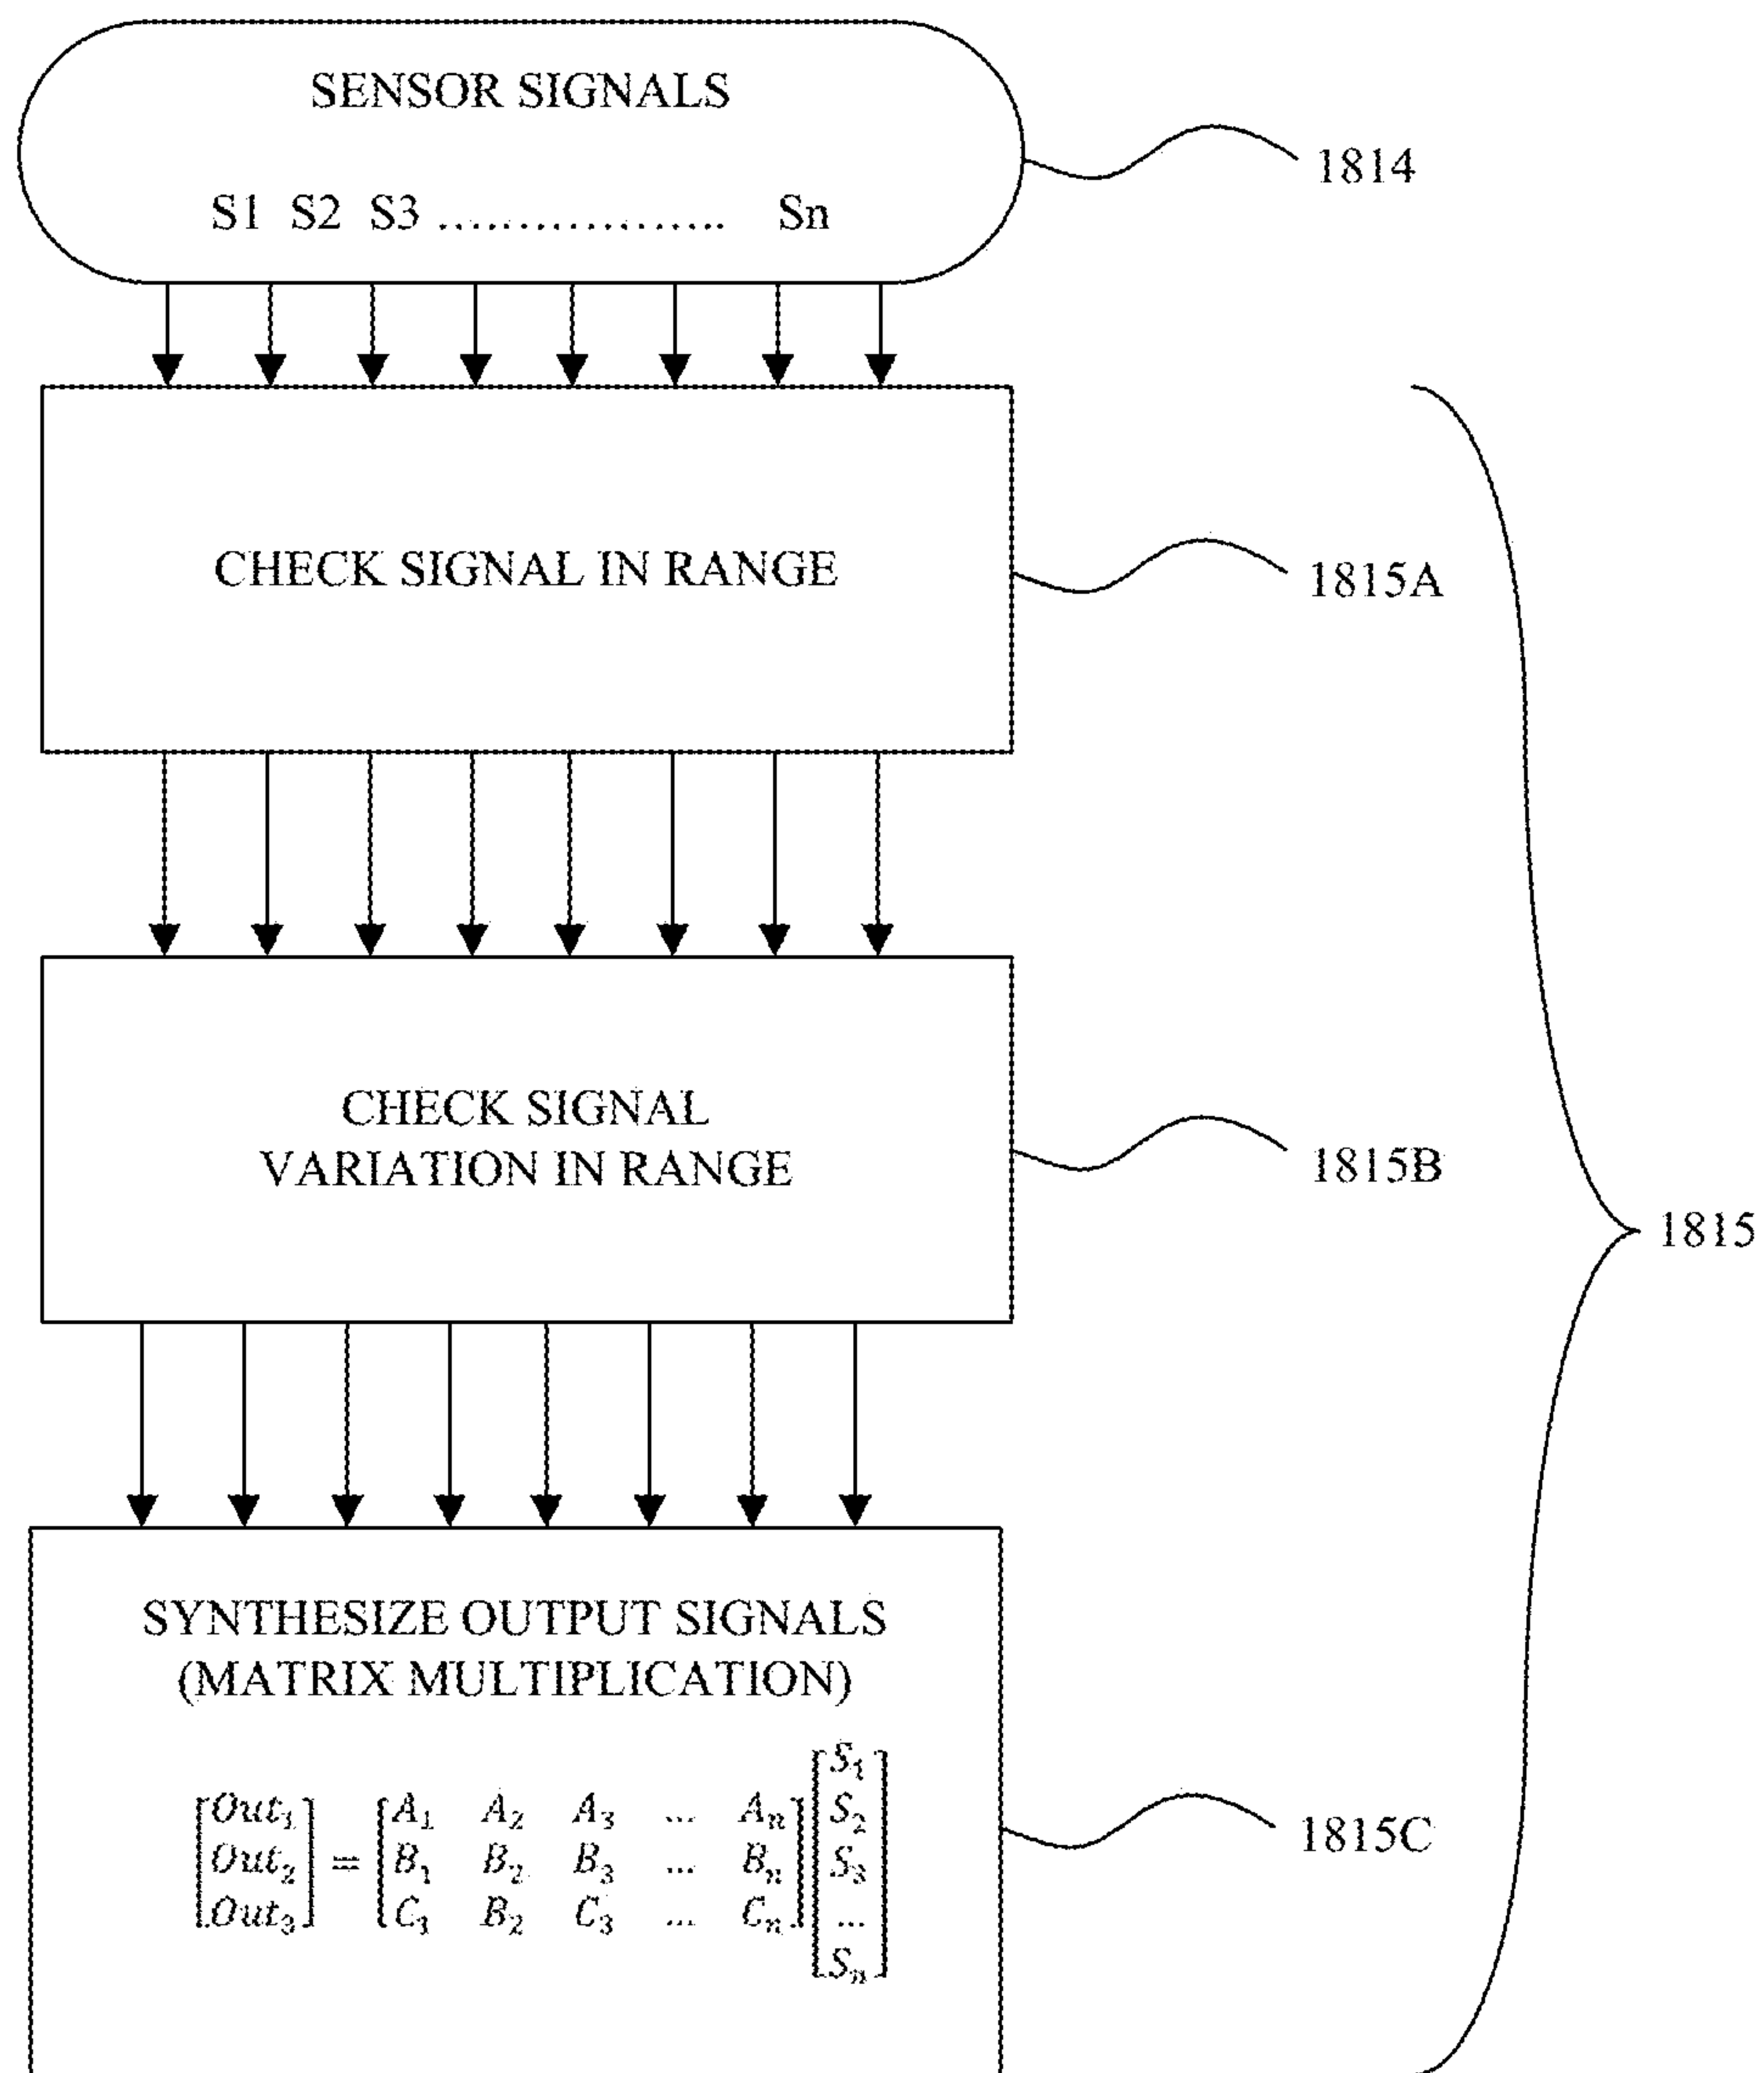 SENSOR SIGNALS
S1 S2 S3 .................. Sn
1814
CHECK SIGNAL IN RANGE
1815A
CHECK SIGNAL
VARIATION IN RANGE
1815B
1815
SYNTHESIZE OUTPUT SIGNALS
(MATRIX MULTIPLICATION)
[Out₁] = [A₁ A₂ A₃ ... Aₙ] [S₁]
[Out₂] [B₁ B₂ B₃ ... Bₙ] [S₂]
[Out₃] [C₁ B₂ C₃ ... Cₙ] [S₃]
...
Sₙ
1815C